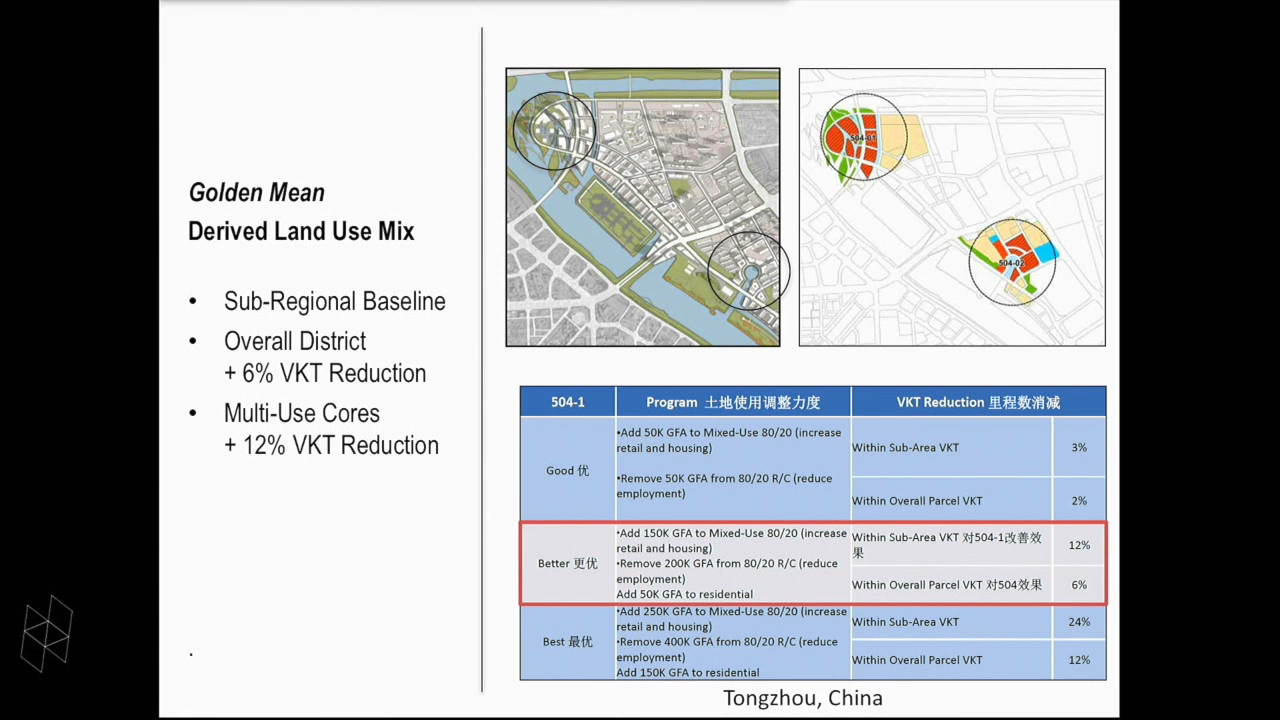 Golden Mean
Derived Land Use Mix
• Sub-Regional Baseline
• Overall District
+ 6% VKT Reduction
• Multi-Use Cores
+ 12% VKT Reduction
.
504-01
504-02
504-1
Program 土地使用调整力度
VKT Reduction 里程数消减
Good 优
•Add 50K GFA to Mixed-Use 80/20 (increase
retail and housing)
•Remove 50K GFA from 80/20 R/C (reduce
employment)
Within Sub-Area VKT
3%
Within Overall Parcel VKT
2%
Better 更优
•Add 150K GFA to Mixed-Use 80/20 (increase
retail and housing)
•Remove 200K GFA from 80/20 R/C (reduce
employment)
Add 50K GFA to residential
Within Sub-Area VKT 对504-1改善效
果
12%
Within Overall Parcel VKT 对504效果
6%
Best 最优
•Add 250K GFA to Mixed-Use 80/20 (increase
retail and housing)
•Remove 400K GFA from 80/20 R/C (reduce
employment)
Add 150K GFA to residential
Within Sub-Area VKT
24%
Within Overall Parcel VKT
12%
Tongzhou, China